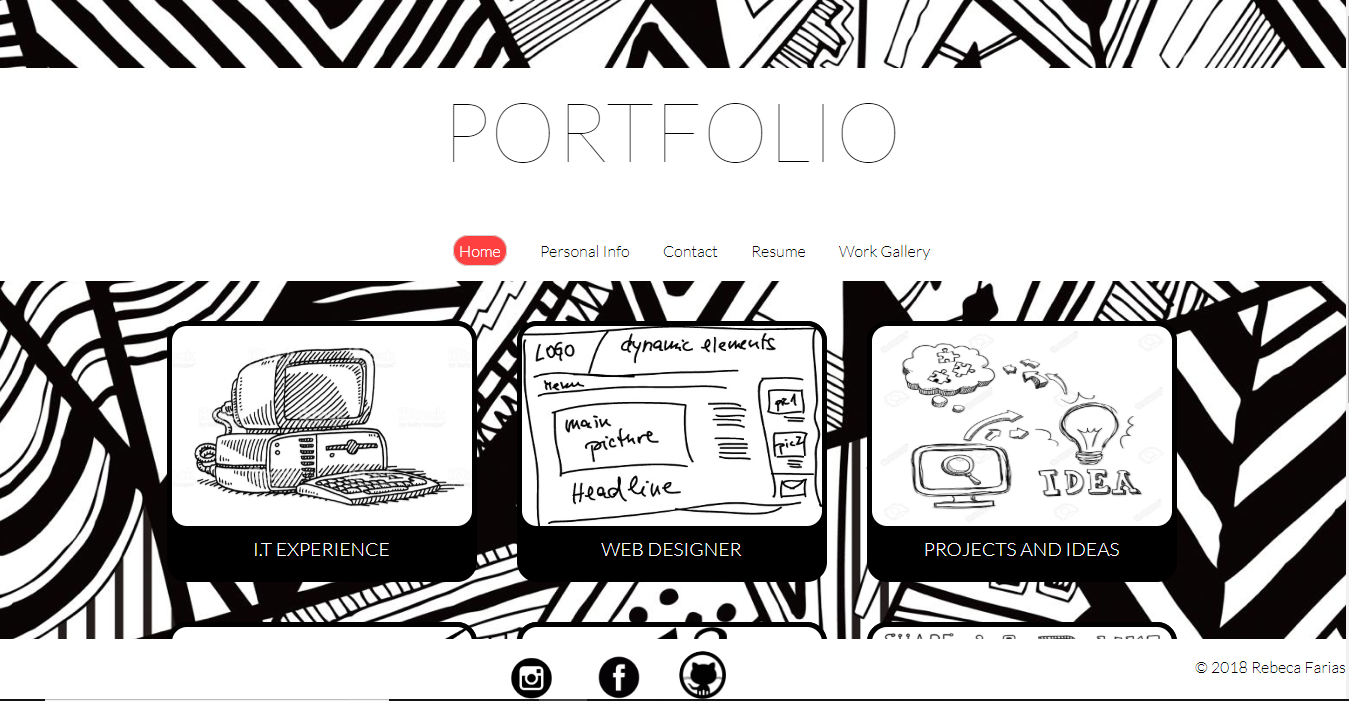 PORTFOLIO
Home Personal Info Contact Resume Work Gallery
LOGO dynamic elements
Menu
main
picture
pic1
pic2
Headline
IDEA
I.T EXPERIENCE WEB DESIGNER PROJECTS AND IDEAS
© 2018 Rebeca Farias